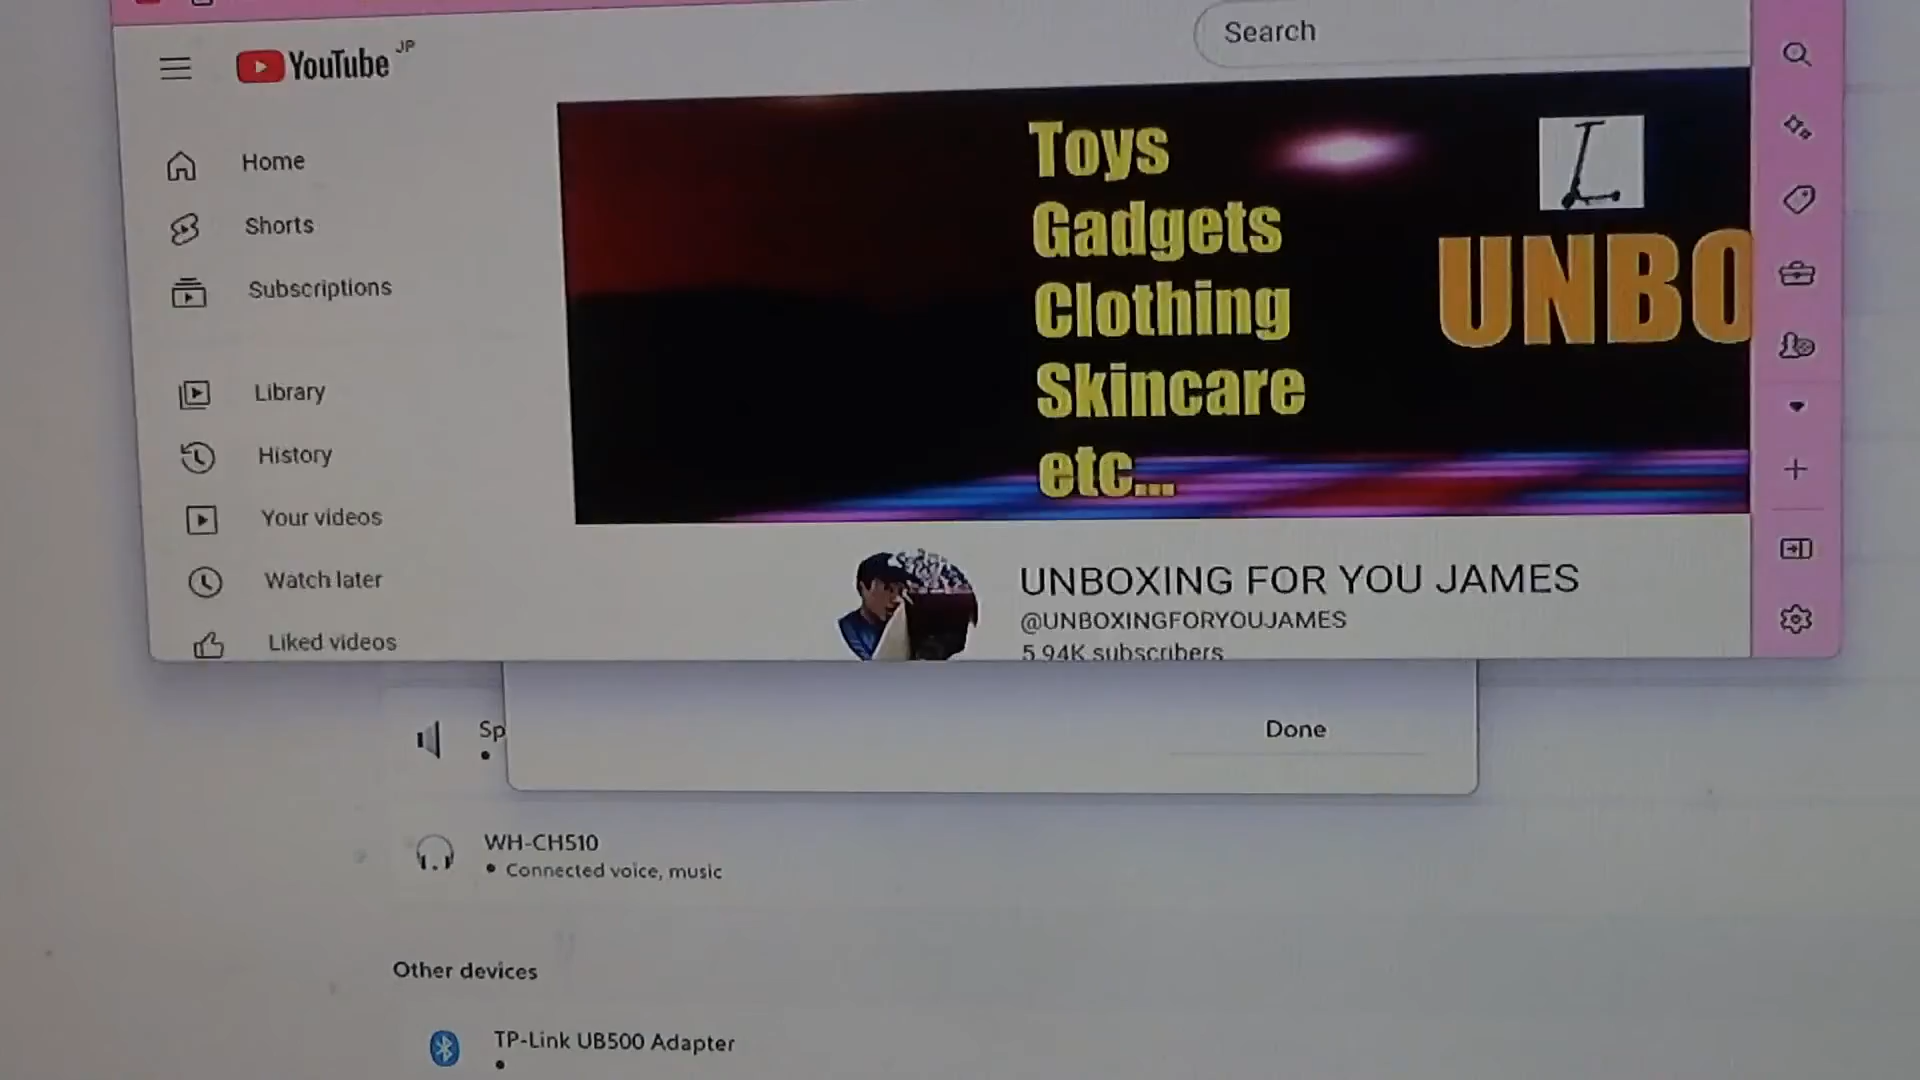 YouTube JP
Search
Home
Shorts
Subscriptions
Library
History
Your videos
Watch later
Liked videos
Toys
Gadgets
Clothing
Skincare
etc...
UNBO
UNBOXING FOR YOU JAMES
@UNBOXINGFORYOUJAMES
5.94K subscribers
Sp
Done
WH-CH510
Connected voice, music
Other devices
TP-Link UB500 Adapter